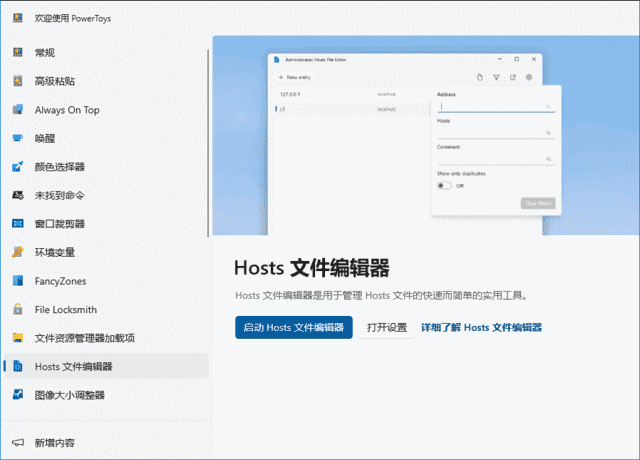 欢迎使用 PowerToys
常规
高级粘贴
Always On Top
唤醒
颜色选择器
未找到命令
窗口裁剪器
环境变量
FancyZones
File Locksmith
文件资源管理器加载项
Hosts 文件编辑器
图像大小调整器
新增内容
Administrator: Hosts File Editor
New entry
127.0.0.1 localhost
::1 localhost
Address
Hosts
Comment
Show only duplicates
Off
Clear filters
Hosts 文件编辑器
Hosts 文件编辑器是用于管理 Hosts 文件的快速而简单的实用工具。
启动 Hosts 文件编辑器 打开设置 详细了解 Hosts 文件编辑器